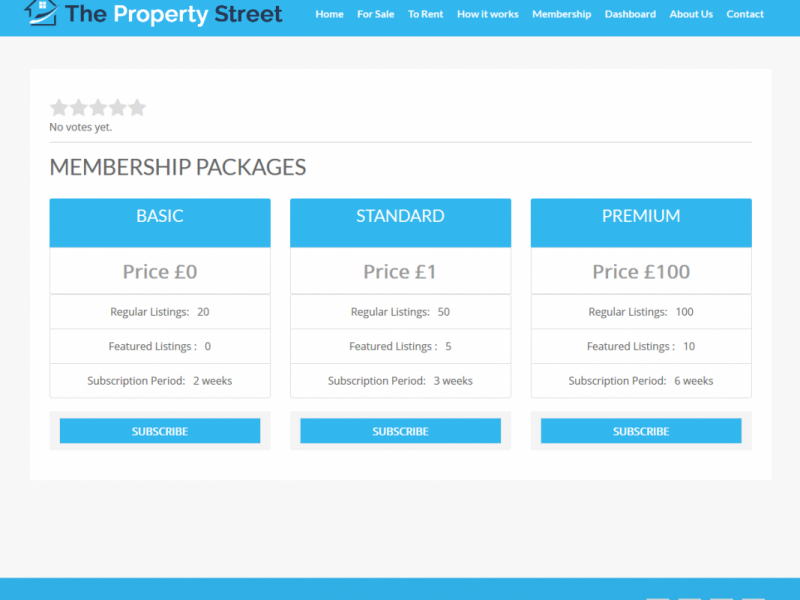 The Property Street
Home For Sale To Rent How it works Membership Dashboard About Us Contact
No votes yet.
MEMBERSHIP PACKAGES
BASIC
Price £0
Regular Listings: 20
Featured Listings : 0
Subscription Period: 2 weeks
SUBSCRIBE
STANDARD
Price £1
Regular Listings: 50
Featured Listings : 5
Subscription Period: 3 weeks
SUBSCRIBE
PREMIUM
Price £100
Regular Listings: 100
Featured Listings : 10
Subscription Period: 6 weeks
SUBSCRIBE